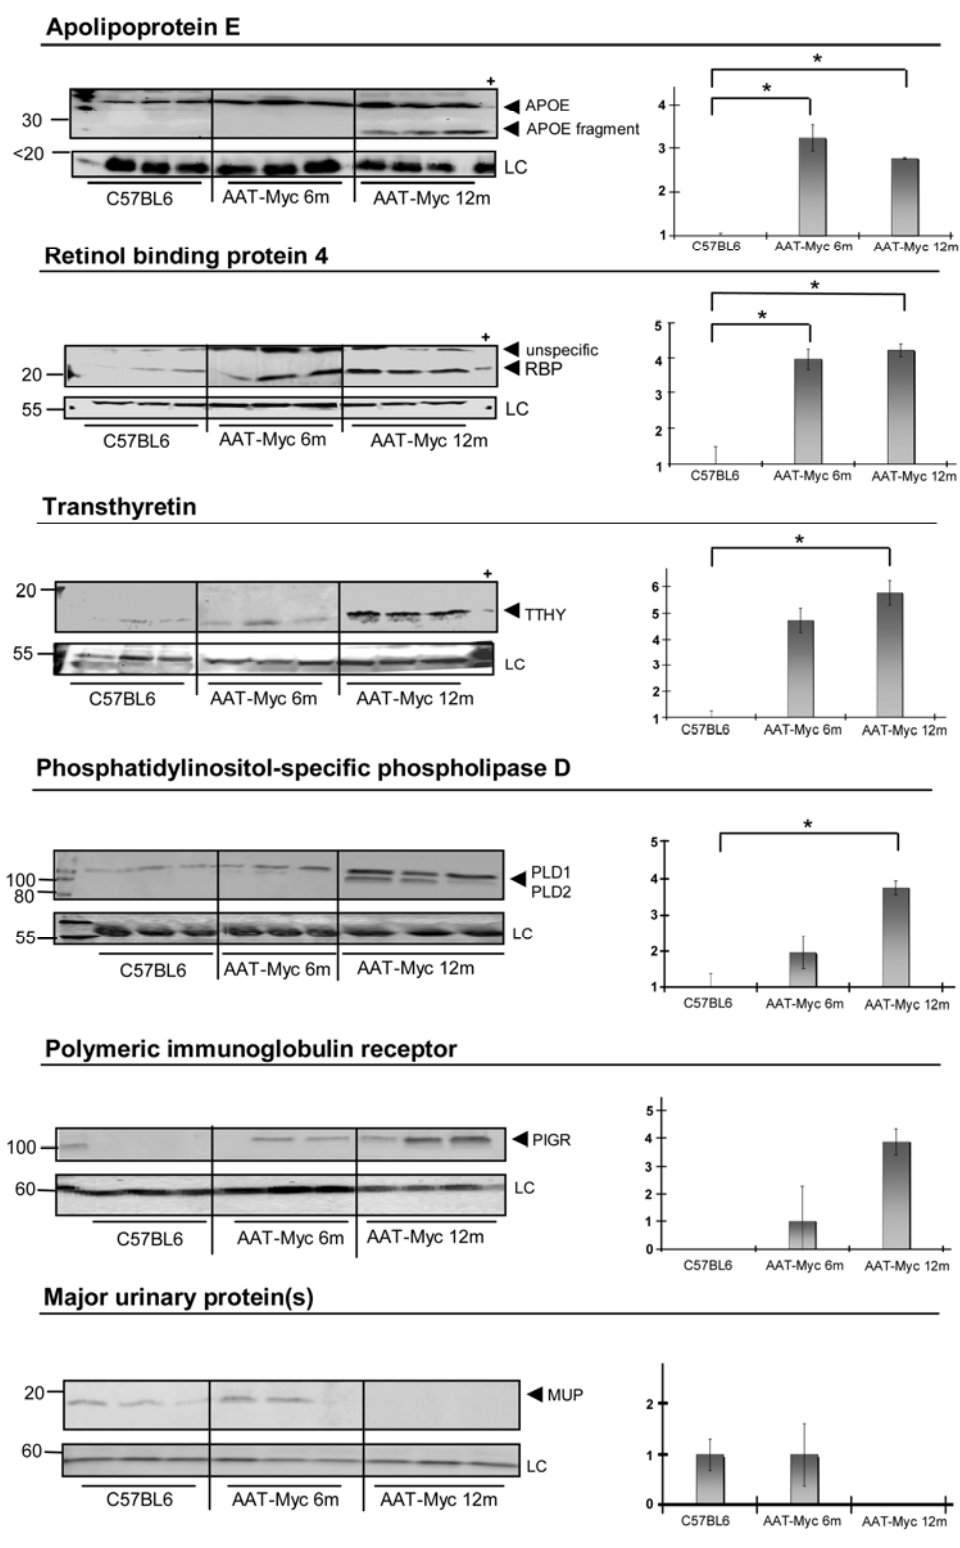 Apolipoprotein E
+
*
*
30
<20
APOE
APOE fragment
LC
C57BL6 AAT-Myc 6m AAT-Myc 12m
4
3
2
1
C57BL6 AAT-Myc 6m AAT-Myc 12m
Retinol binding protein 4
+
*
*
20
55
unspecific
RBP
LC
C57BL6 AAT-Myc 6m AAT-Myc 12m
5
4
3
2
1
C57BL6 AAT-Myc 6m AAT-Myc 12m
Transthyretin
+
*
20
55
TTHY
LC
C57BL6 AAT-Myc 6m AAT-Myc 12m
6
5
4
3
2
1
C57BL6 AAT-Myc 6m AAT-Myc 12m
Phosphatidylinositol-specific phospholipase D
*
100
80
55
PLD1
PLD2
LC
C57BL6 AAT-Myc 6m AAT-Myc 12m
5
4
3
2
1
C57BL6 AAT-Myc 6m AAT-Myc 12m
Polymeric immunoglobulin receptor
100
60
PIGR
LC
C57BL6 AAT-Myc 6m AAT-Myc 12m
5
4
3
2
1
0
C57BL6 AAT-Myc 6m AAT-Myc 12m
Major urinary protein(s)
20
60
MUP
LC
C57BL6 AAT-Myc 6m AAT-Myc 12m
2
1
0
C57BL6 AAT-Myc 6m AAT-Myc 12m